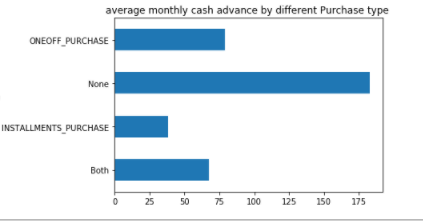 average monthly cash advance by different Purchase type
ONEOFF_PURCHASE
None
INSTALLMENTS_PURCHASE
Both
0 25 50 75 100 125 150 175